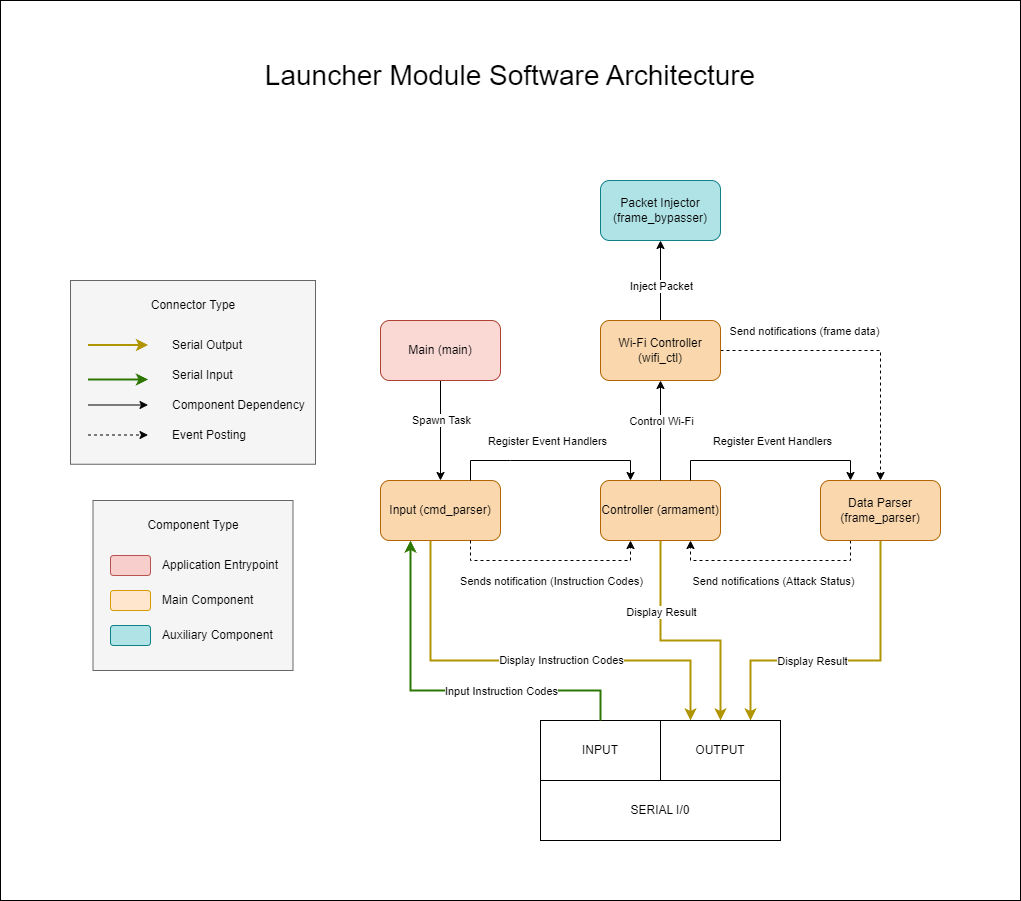 Launcher Module Software Architecture
Packet Injector
(frame_bypasser)
Inject Packet
Connector Type
Serial Output
Serial Input
Component Dependency
Event Posting
Main (main)
Wi-Fi Controller
(wifi_ctl)
Send notifications (frame data)
Spawn Task
Control Wi-Fi
Register Event Handlers
Register Event Handlers
Input (cmd_parser)
Controller (armament)
Data Parser
(frame_parser)
Component Type
Application Entrypoint
Main Component
Auxiliary Component
Sends notification (Instruction Codes)
Send notifications (Attack Status)
Display Result
Display Instruction Codes
Display Result
Input Instruction Codes
INPUT
OUTPUT
SERIAL I/0